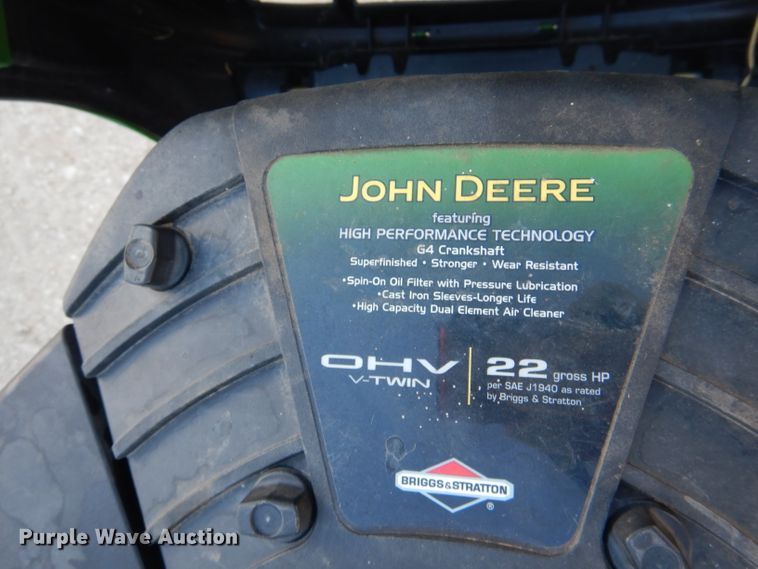 JOHN DEERE
featuring
HIGH PERFORMANCE TECHNOLOGY
G4 Crankshaft
Superfinished • Stronger • Wear Resistant
•Spin-On Oil Filter with Pressure Lubrication
•Cast Iron Sleeves-Longer Life
•High Capacity Dual Element Air Cleaner
OHV
V-TWIN
22 gross HP
per SAE J1940 as rated
by Briggs & Stratton
BRIGGS&STRATTON
®
Purple Wave Auction®